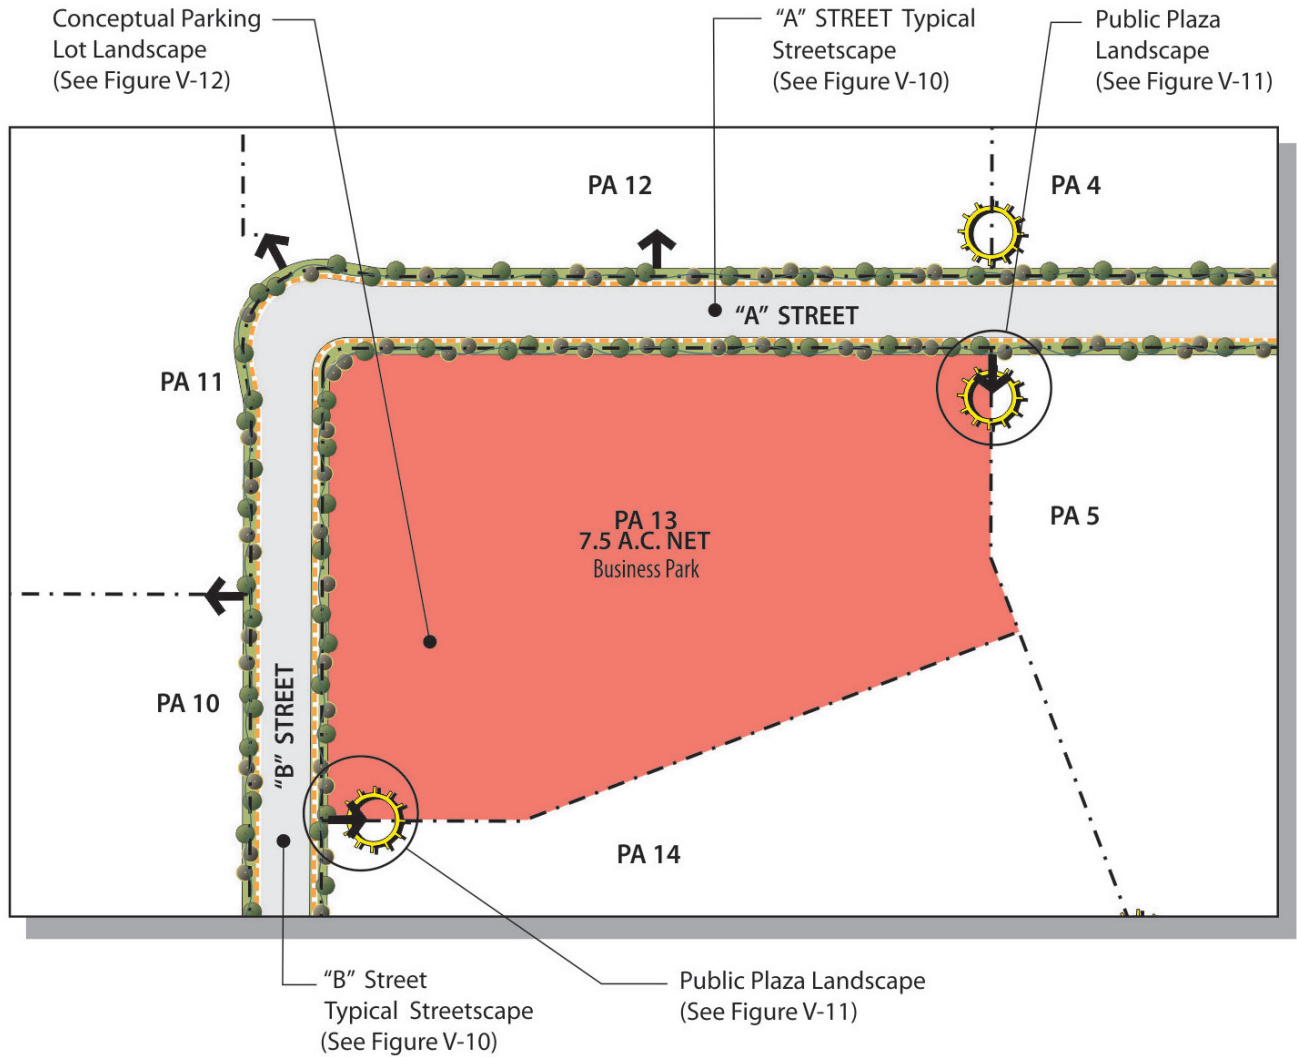 Conceptual Parking
Lot Landscape
(See Figure V-12)
“A” STREET Typical
Streetscape
(See Figure V-10)
Public Plaza
Landscape
(See Figure V-11)
PA 12
PA 4
“A” STREET
PA 11
PA 13
7.5 A.C. NET
Business Park
PA 5
PA 10
“B” STREET
PA 14
“B” Street
Typical Streetscape
(See Figure V-10)
Public Plaza Landscape
(See Figure V-11)